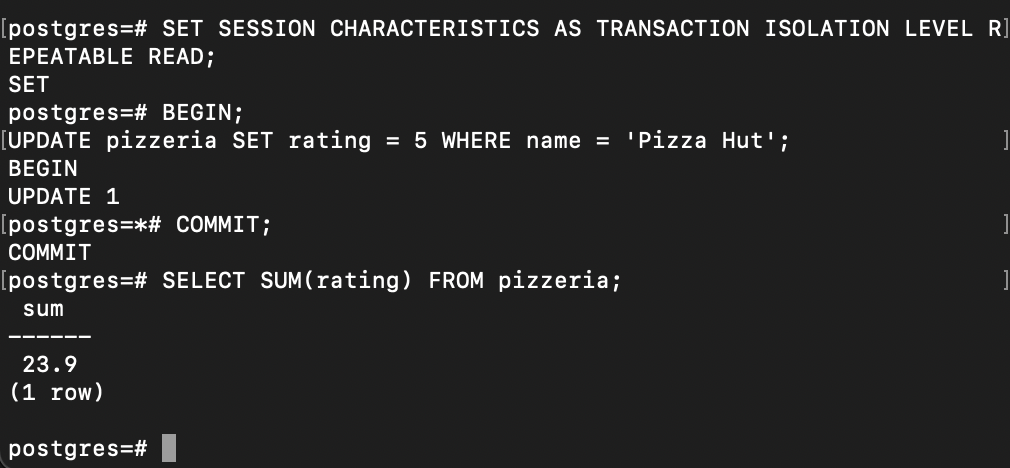 [postgres=# SET SESSION CHARACTERISTICS AS TRANSACTION ISOLATION LEVEL R]
EPEATABLE READ;
SET
postgres=# BEGIN;
[UPDATE pizzeria SET rating = 5 WHERE name = 'Pizza Hut'; ]
BEGIN
UPDATE 1
[postgres=*# COMMIT; ]
COMMIT
[postgres=# SELECT SUM(rating) FROM pizzeria; ]
sum
------
23.9
(1 row)
postgres=#